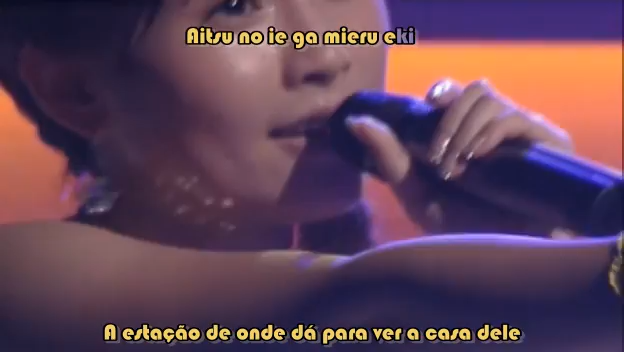 Aitsu no ie ga mieru eki
A estação de onde dá para ver a casa dele